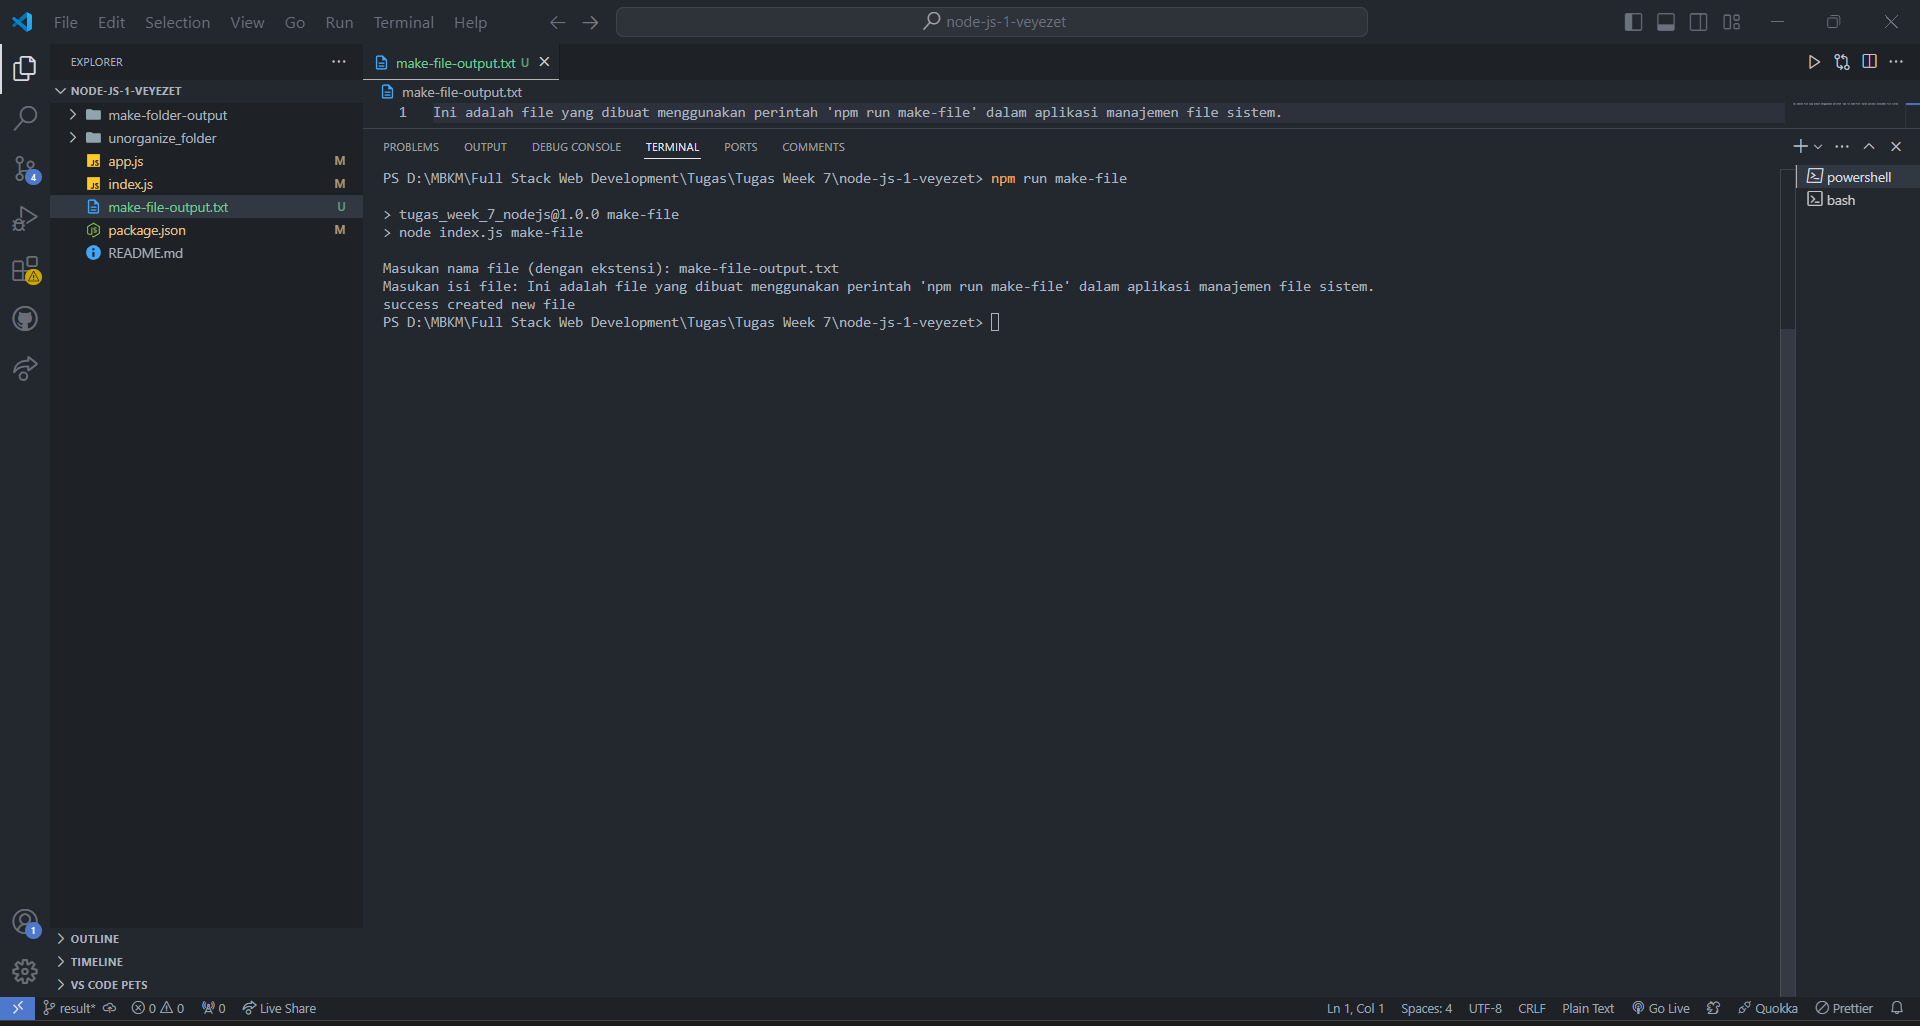 File Edit Selection View Go Run Terminal Help
node-js-1-veyezet
EXPLORER
make-file-output.txt U
NODE-JS-1-VEYEZET
make-folder-output
unorganize_folder
app.js M
index.js M
make-file-output.txt U
package.json M
README.md
make-file-output.txt
1 Ini adalah file yang dibuat menggunakan perintah 'npm run make-file' dalam aplikasi manajemen file sistem.
PROBLEMS OUTPUT DEBUG CONSOLE TERMINAL PORTS COMMENTS
PS D:\MBKM\Full Stack Web Development\Tugas\Tugas Week 7\node-js-1-veyezet> npm run make-file
> tugas_week_7_nodejs@1.0.0 make-file
> node index.js make-file
Masukan nama file (dengan ekstensi): make-file-output.txt
Masukan isi file: Ini adalah file yang dibuat menggunakan perintah 'npm run make-file' dalam aplikasi manajemen file sistem.
success created new file
PS D:\MBKM\Full Stack Web Development\Tugas\Tugas Week 7\node-js-1-veyezet>
powershell
bash
4
1
OUTLINE
TIMELINE
VS CODE PETS
result* 0 0 0 Live Share Ln 1, Col 1 Spaces: 4 UTF-8 CRLF Plain Text Go Live Quokka Prettier